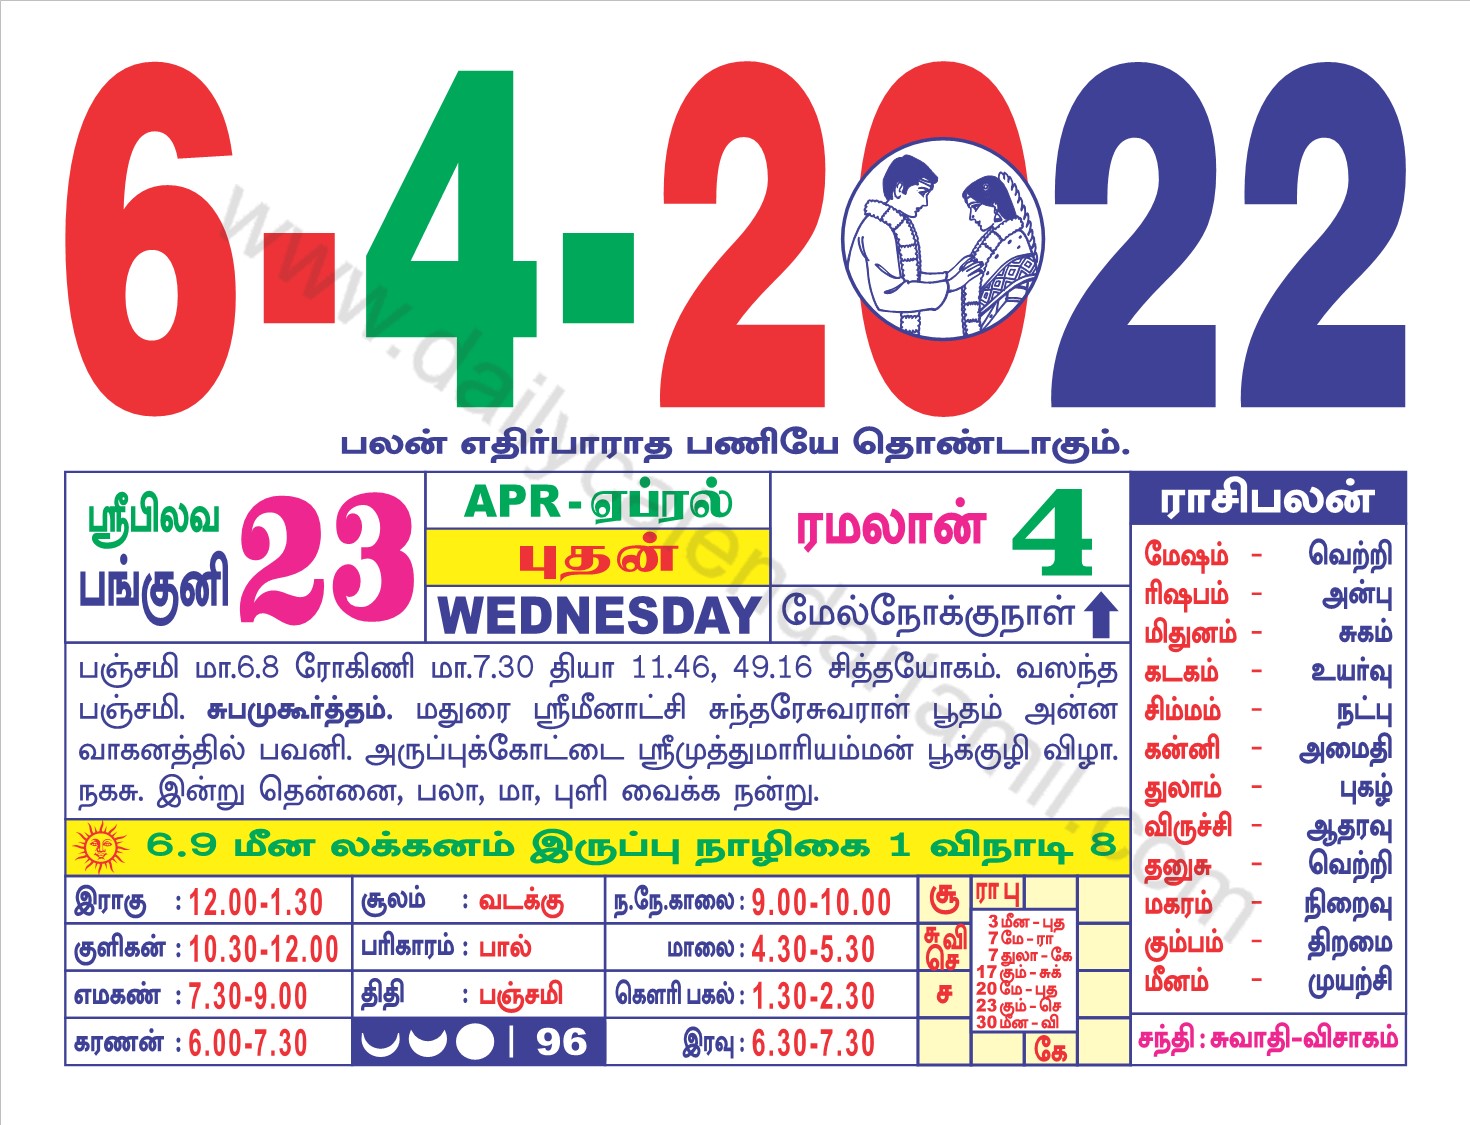 6-4-2022
பலன் எதிர்பாராத பணியே தொண்டாகும்.
ஸ்ரீபிலவ
பங்குனி 23
APR - ஏப்ரல்
புதன்
WEDNESDAY
ரமலான் 4
மேல்நோக்குநாள்
பஞ்சமி மா.6.8 ரோகிணி மா.7.30 தியா 11.46, 49.16 சித்தயோகம். வஸந்த
பஞ்சமி. சுபமுகூர்த்தம். மதுரை ஸ்ரீமீனாட்சி சுந்தரேசுவராள் பூதம் அன்ன
வாகனத்தில் பவனி. அருப்புக்கோட்டை ஸ்ரீமுத்துமாரியம்மன் பூக்குழி விழா.
நகசு. இன்று தென்னை, பலா, மா, புளி வைக்க நன்று.
6.9 மீன லக்கனம் இருப்பு நாழிகை 1 விநாடி 8
இராகு : 12.00-1.30
குளிகன் : 10.30-12.00
எமகண் : 7.30-9.00
கரணன் : 6.00-7.30
சூலம் : வடக்கு
பரிகாரம் : பால்
திதி : பஞ்சமி
96
ந.நே.காலை : 9.00-10.00
மாலை : 4.30-5.30
கௌரி பகல் : 1.30-2.30
இரவு : 6.30-7.30
சூ
ரா பு
சு வி
செ
ச
3 மீன - புத
7 மே - ரா
7 துலா - கே
17 கும் - சுக்
20 மே - புத
23 கும் - செ
30 மீன - வி
கே
ராசிபலன்
மேஷம் - வெற்றி
ரிஷபம் - அன்பு
மிதுனம் - சுகம்
கடகம் - உயர்வு
சிம்மம் - நட்பு
கன்னி - அமைதி
துலாம் - புகழ்
விருச்சி - ஆதரவு
தனுசு - வெற்றி
மகரம் - நிறைவு
கும்பம் - திறமை
மீனம் - முயற்சி
சந்தி : சுவாதி-விசாகம்
www.dailycalendartamil.com